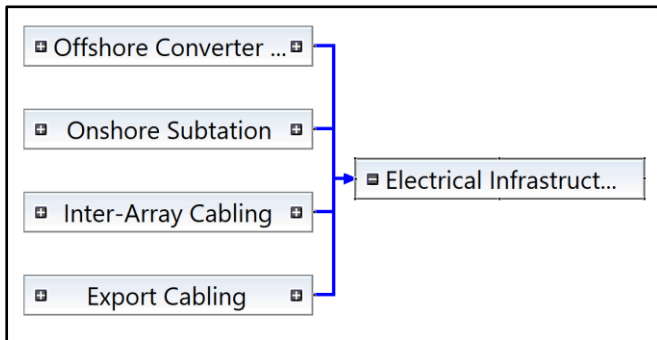 Offshore Converter ...
Onshore Subtation
Electrical Infrastruct...
Inter-Array Cabling
Export Cabling